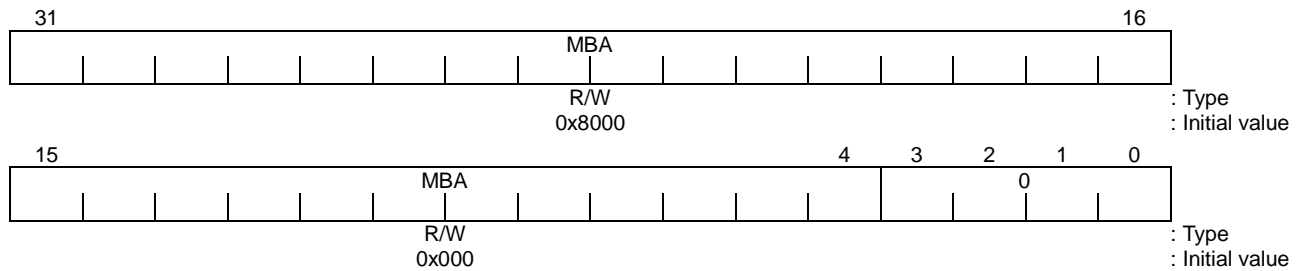 31 16
MBA
R/W : Type
0x8000 : Initial value
15 4 3 2 1 0
MBA 0
R/W : Type
0x000 : Initial value